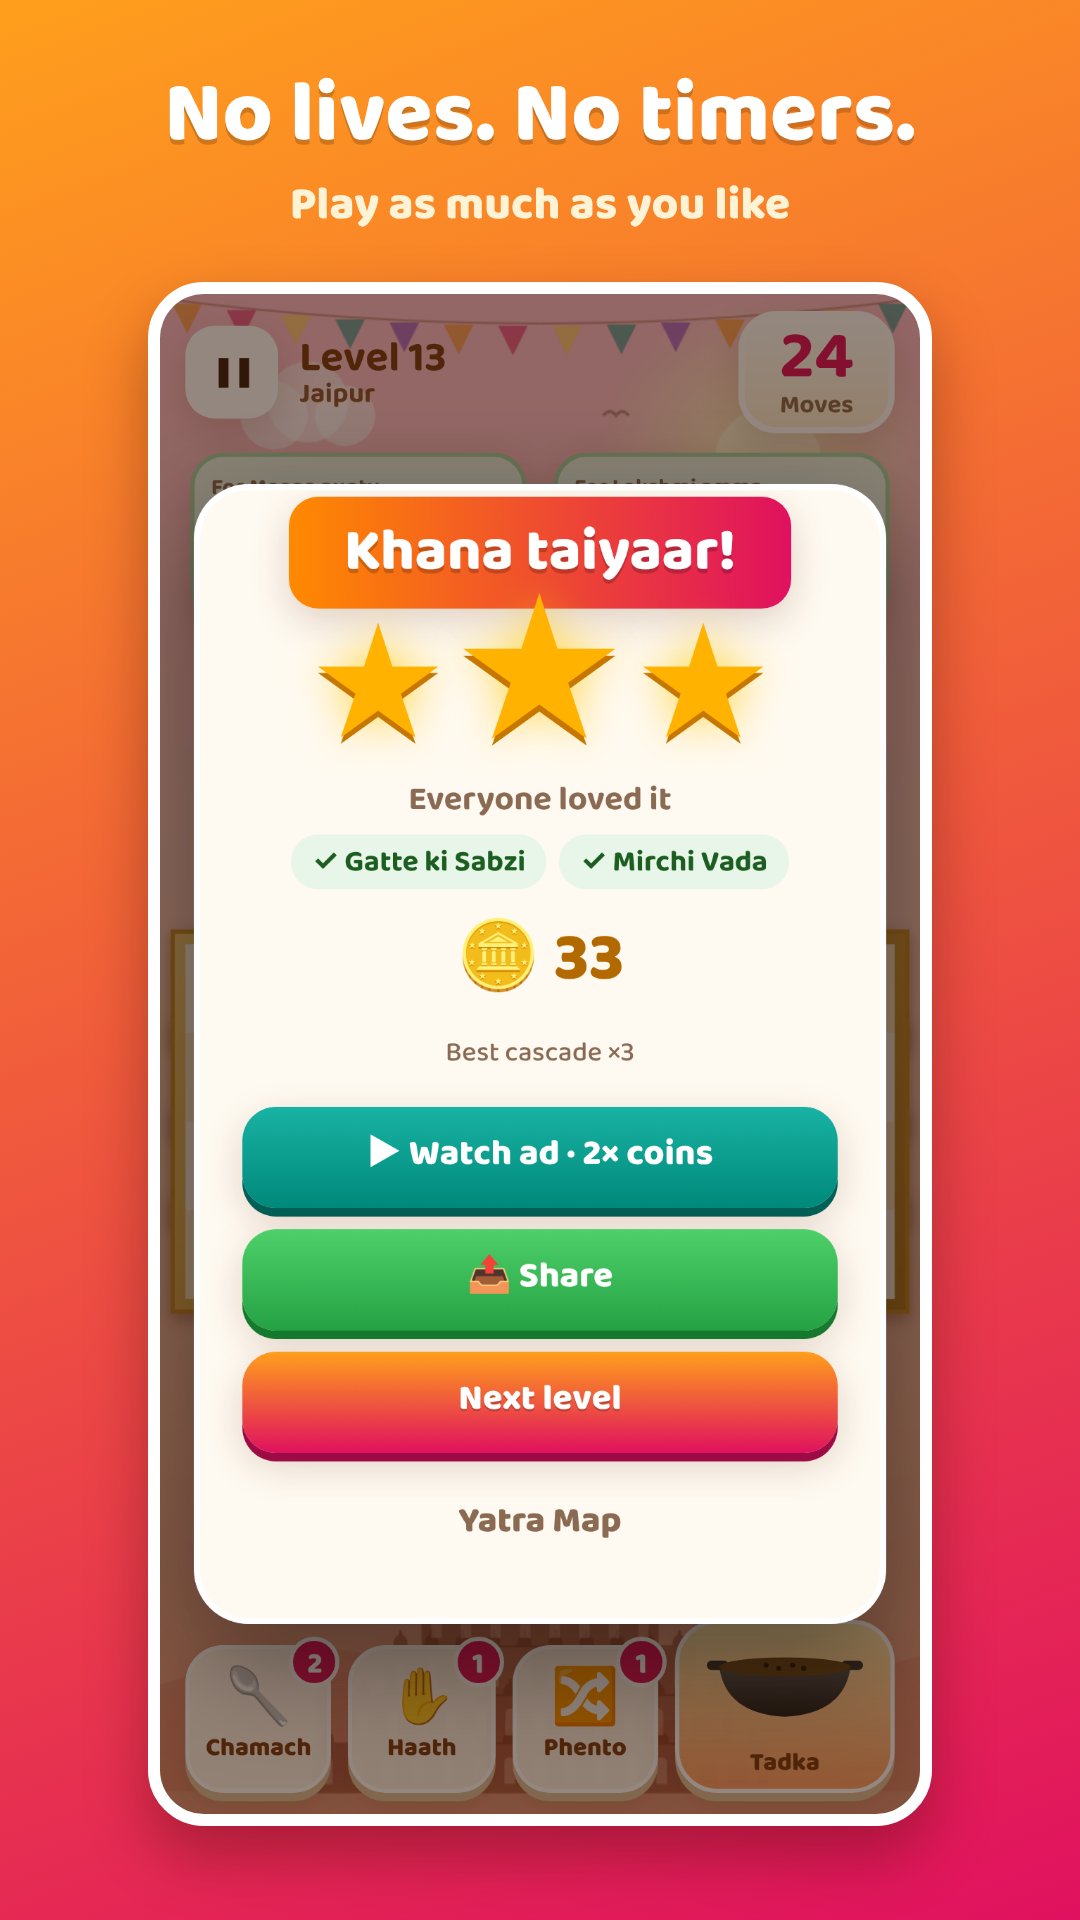 No lives. No timers.
Play as much as you like
Level 13
Jaipur
24
Moves
Khana taiyaar!
Everyone loved it
✓ Gatte ki Sabzi
✓ Mirchi Vada
33
Best cascade ×3
▶ Watch ad · 2× coins
Share
Next level
Yatra Map
2
Chamach
1
Haath
1
Phento
Tadka